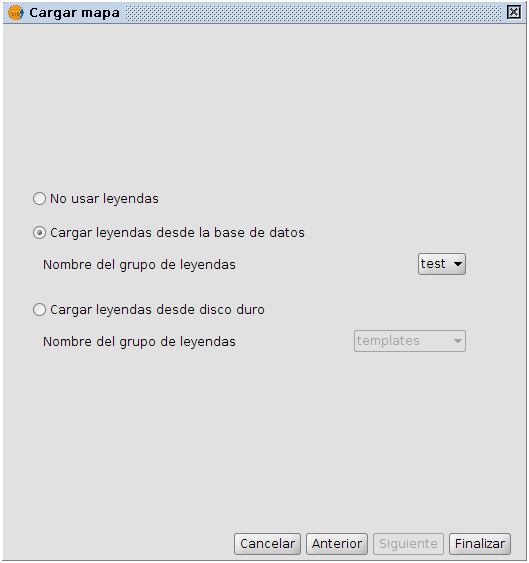 Cargar mapa
No usar leyendas
Cargar leyendas desde la base de datos
Nombre del grupo de leyendas test
Cargar leyendas desde disco duro
Nombre del grupo de leyendas templates
Cancelar Anterior Siguiente Finalizar